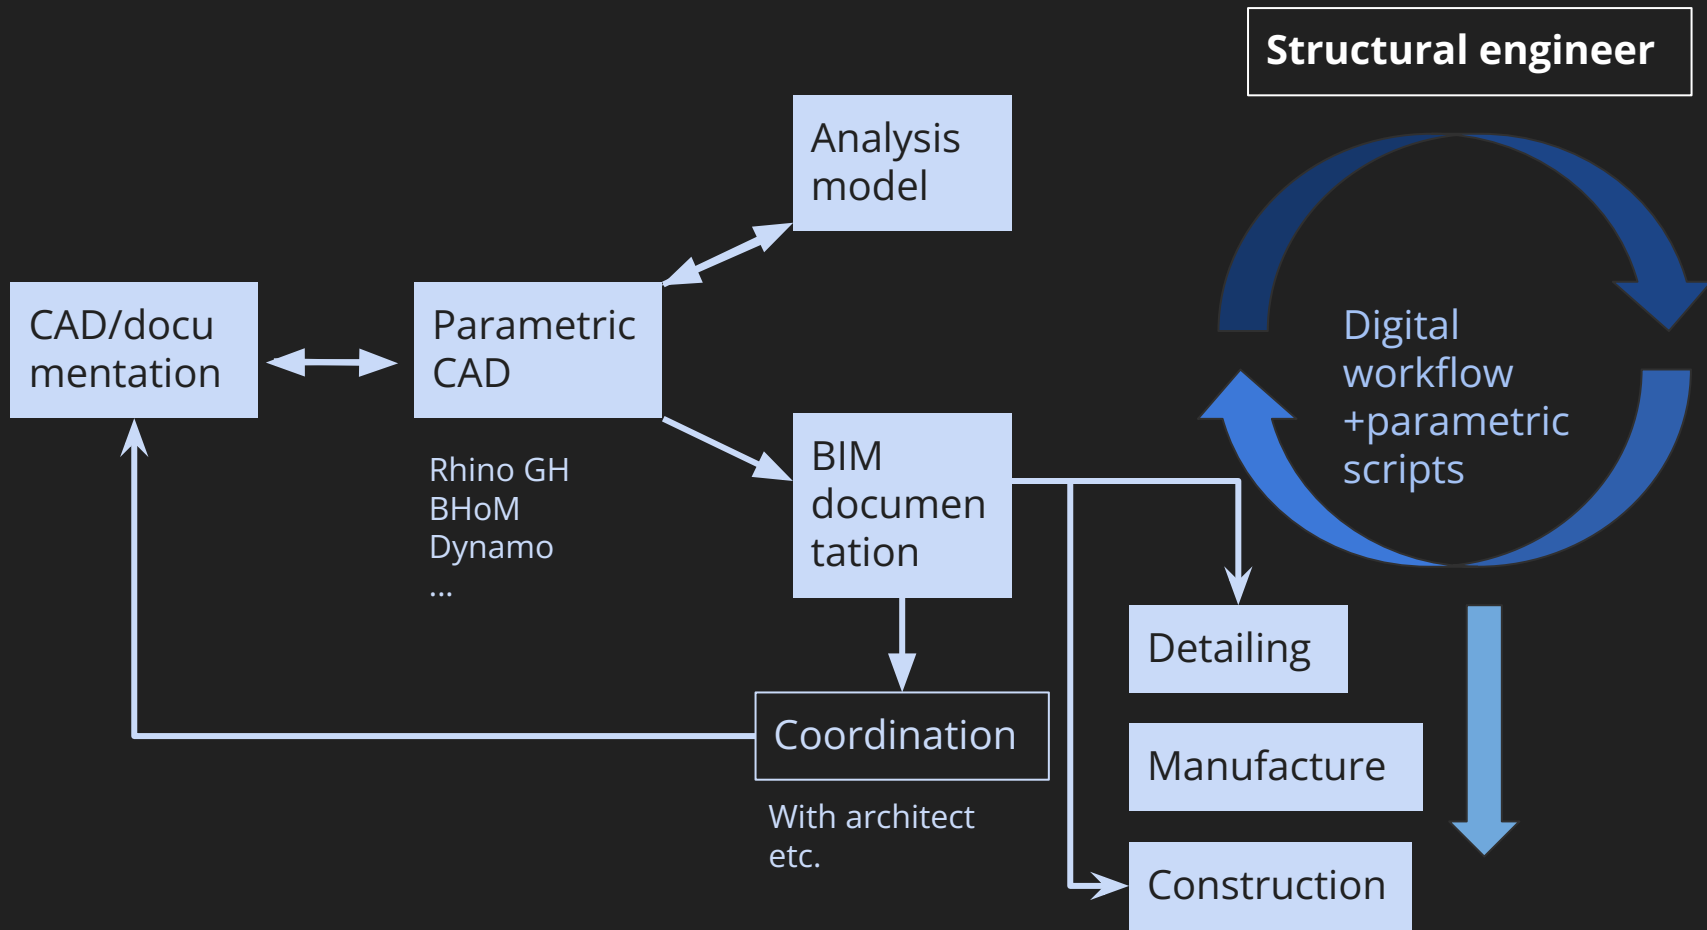 Structural engineer
Analysis
model
CAD/docu
mentation
Parametric
CAD
Rhino GH
BHoM
Dynamo
...
BIM
documen
tation
Digital
workflow
+parametric
scripts
Coordination
With architect
etc.
Detailing
Manufacture
Construction